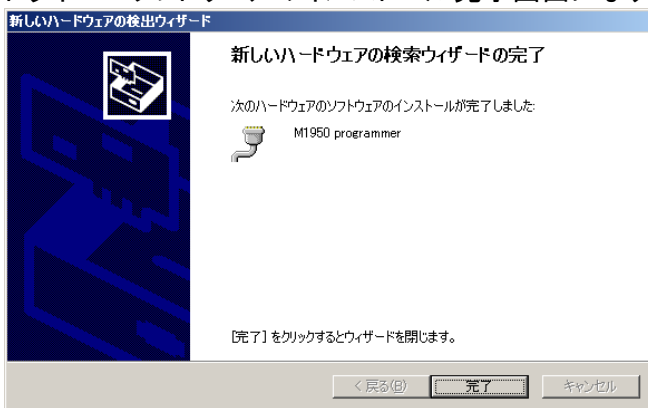 新しいハードウェアの検出ウィザード
新しいハードウェアの検索ウィザードの完了
次のハードウェアのソフトウェアのインストールが完了しました:
M1950 programmer
[完了] をクリックするとウィザードを閉じます。
< 戻る(B)
完了
キャンセル